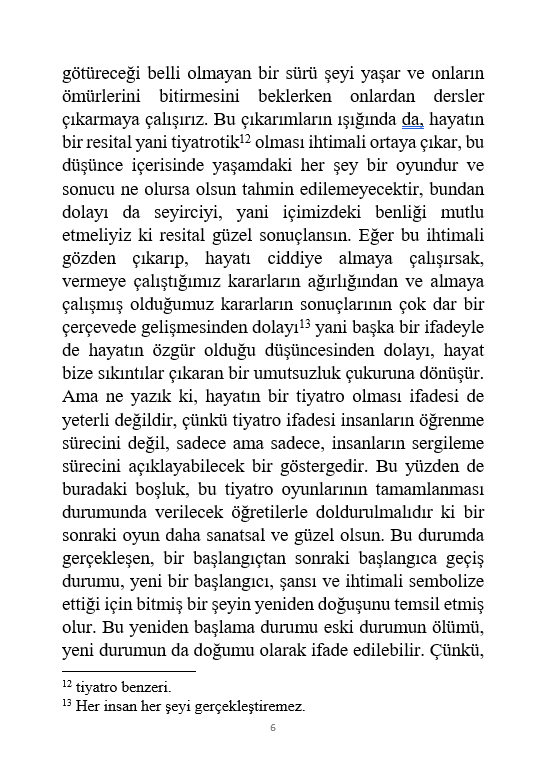 götüreceği belli olmayan bir sürü şeyi yaşar ve onların
ömürlerini bitirmesini beklerken onlardan dersler
çıkarmaya çalışırız. Bu çıkarımların ışığında da, hayatın
bir resital yani tiyatrotik¹² olması ihtimali ortaya çıkar, bu
düşünce içerisinde yaşamdaki her şey bir oyundur ve
sonucu ne olursa olsun tahmin edilemeyecektir, bundan
dolayı da seyirciyi, yani içimizdeki benliği mutlu
etmeliyiz ki resital güzel sonuçlansın. Eğer bu ihtimali
gözden çıkarıp, hayatı ciddiye almaya çalışırsak,
vermeye çalıştığımız kararların ağırlığından ve almaya
çalışmış olduğumuz kararların sonuçlarının çok dar bir
çerçevede gelişmesinden dolayı¹³ yani başka bir ifadeyle
de hayatın özgür olduğu düşüncesinden dolayı, hayat
bize sıkıntılar çıkaran bir umutsuzluk çukuruna dönüşür.
Ama ne yazık ki, hayatın bir tiyatro olması ifadesi de
yeterli değildir, çünkü tiyatro ifadesi insanların öğrenme
sürecini değil, sadece ama sadece, insanların sergileme
sürecini açıklayabilecek bir göstergedir. Bu yüzden de
buradaki boşluk, bu tiyatro oyunlarının tamamlanması
durumunda verilecek öğretilerle doldurulmalıdır ki bir
sonraki oyun daha sanatsal ve güzel olsun. Bu durumda
gerçekleşen, bir başlangıçtan sonraki başlangıca geçiş
durumu, yeni bir başlangıcı, şansı ve ihtimali sembolize
ettiği için bitmiş bir şeyin yeniden doğuşunu temsil etmiş
olur. Bu yeniden başlama durumu eski durumun ölümü,
yeni durumun da doğumu olarak ifade edilebilir. Çünkü,
¹² tiyatro benzeri.
¹³ Her insan her şeyi gerçekleştiremez.
6